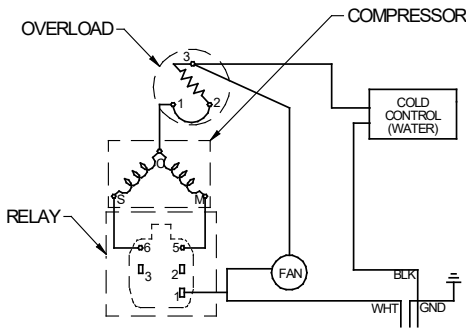 COMPRESSOR
OVERLOAD
3
1
2
COLD
CONTROL
(WATER)
C
S
M
RELAY
6
5
3
2
1
FAN
BLK
WHT
GND